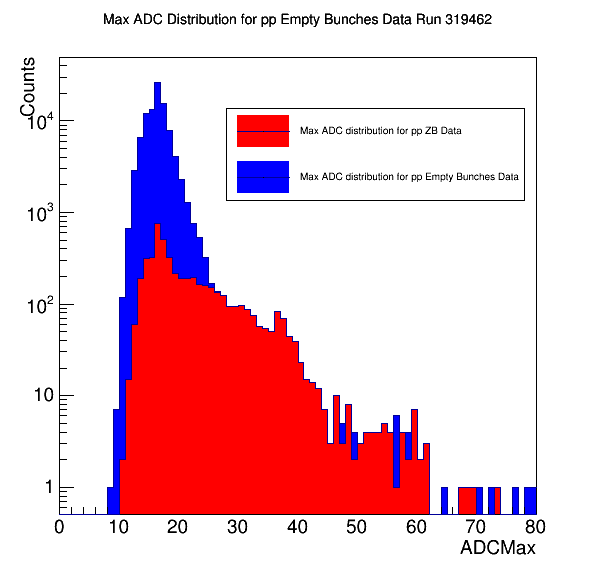 Max ADC Distribution for pp Empty Bunches Data Run 319462
Counts
Max ADC distribution for pp ZB Data
Max ADC distribution for pp Empty Bunches Data
10^4
10^3
10^2
10
1
0 10 20 30 40 50 60 70 80
ADCMax